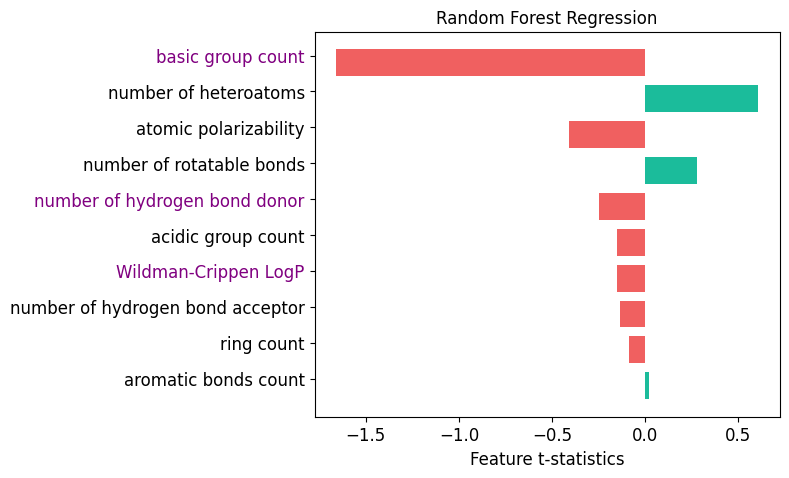 Random Forest Regression
basic group count
number of heteroatoms
atomic polarizability
number of rotatable bonds
number of hydrogen bond donor
acidic group count
Wildman-Crippen LogP
number of hydrogen bond acceptor
ring count
aromatic bonds count
−1.5 −1.0 −0.5 0.0 0.5
Feature t-statistics